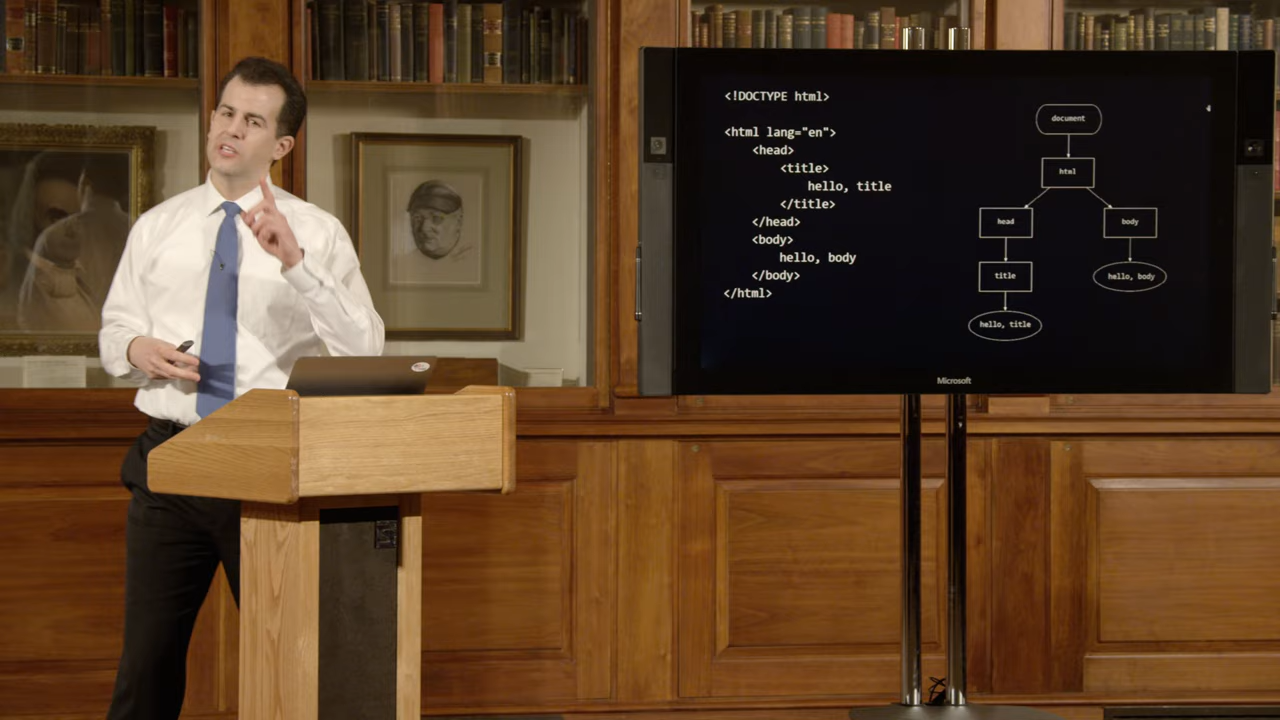 <!DOCTYPE html>
<html lang="en">
<head>
<title>
hello, title
</title>
</head>
<body>
hello, body
</body>
</html>
document
html
head
body
title
hello, body
hello, title
Microsoft